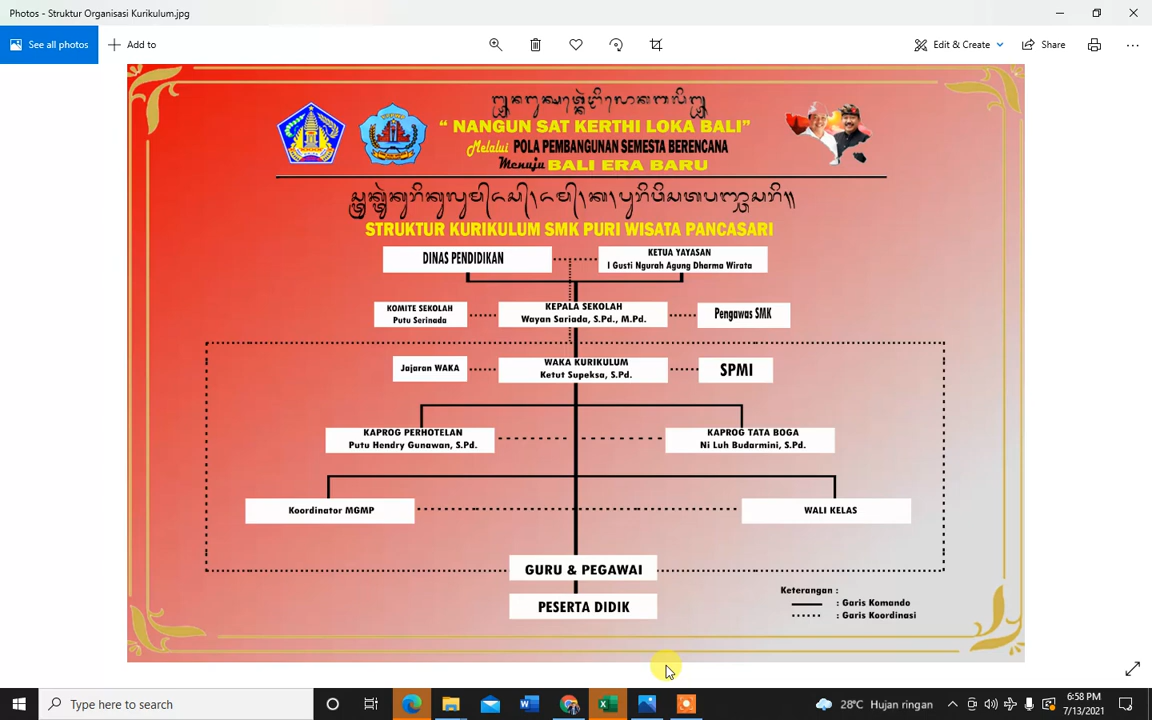 Photos - Struktur Organisasi Kurikulum.jpg
See all photos
Add to
Edit & Create
Share
“ NANGUN SAT KERTHI LOKA BALI”
Melalui POLA PEMBANGUNAN SEMESTA BERENCANA
Menuju BALI ERA BARU
STRUKTUR KURIKULUM SMK PURI WISATA PANCASARI
DINAS PENDIDIKAN
KETUA YAYASAN
I Gusti Ngurah Agung Dharma Wirata
KOMITE SEKOLAH
Putu Serinada
KEPALA SEKOLAH
Wayan Sariada, S.Pd., M.Pd.
Pengawas SMK
Jajaran WAKA
WAKA KURIKULUM
Ketut Supeksa, S.Pd.
SPMI
KAPROG PERHOTELAN
Putu Hendry Gunawan, S.Pd.
KAPROG TATA BOGA
Ni Luh Budarmini, S.Pd.
Koordinator MGMP
WALI KELAS
GURU & PEGAWAI
PESERTA DIDIK
Keterangan :
: Garis Komando
: Garis Koordinasi
Type here to search
28°C Hujan ringan
6:58 PM
7/13/2021